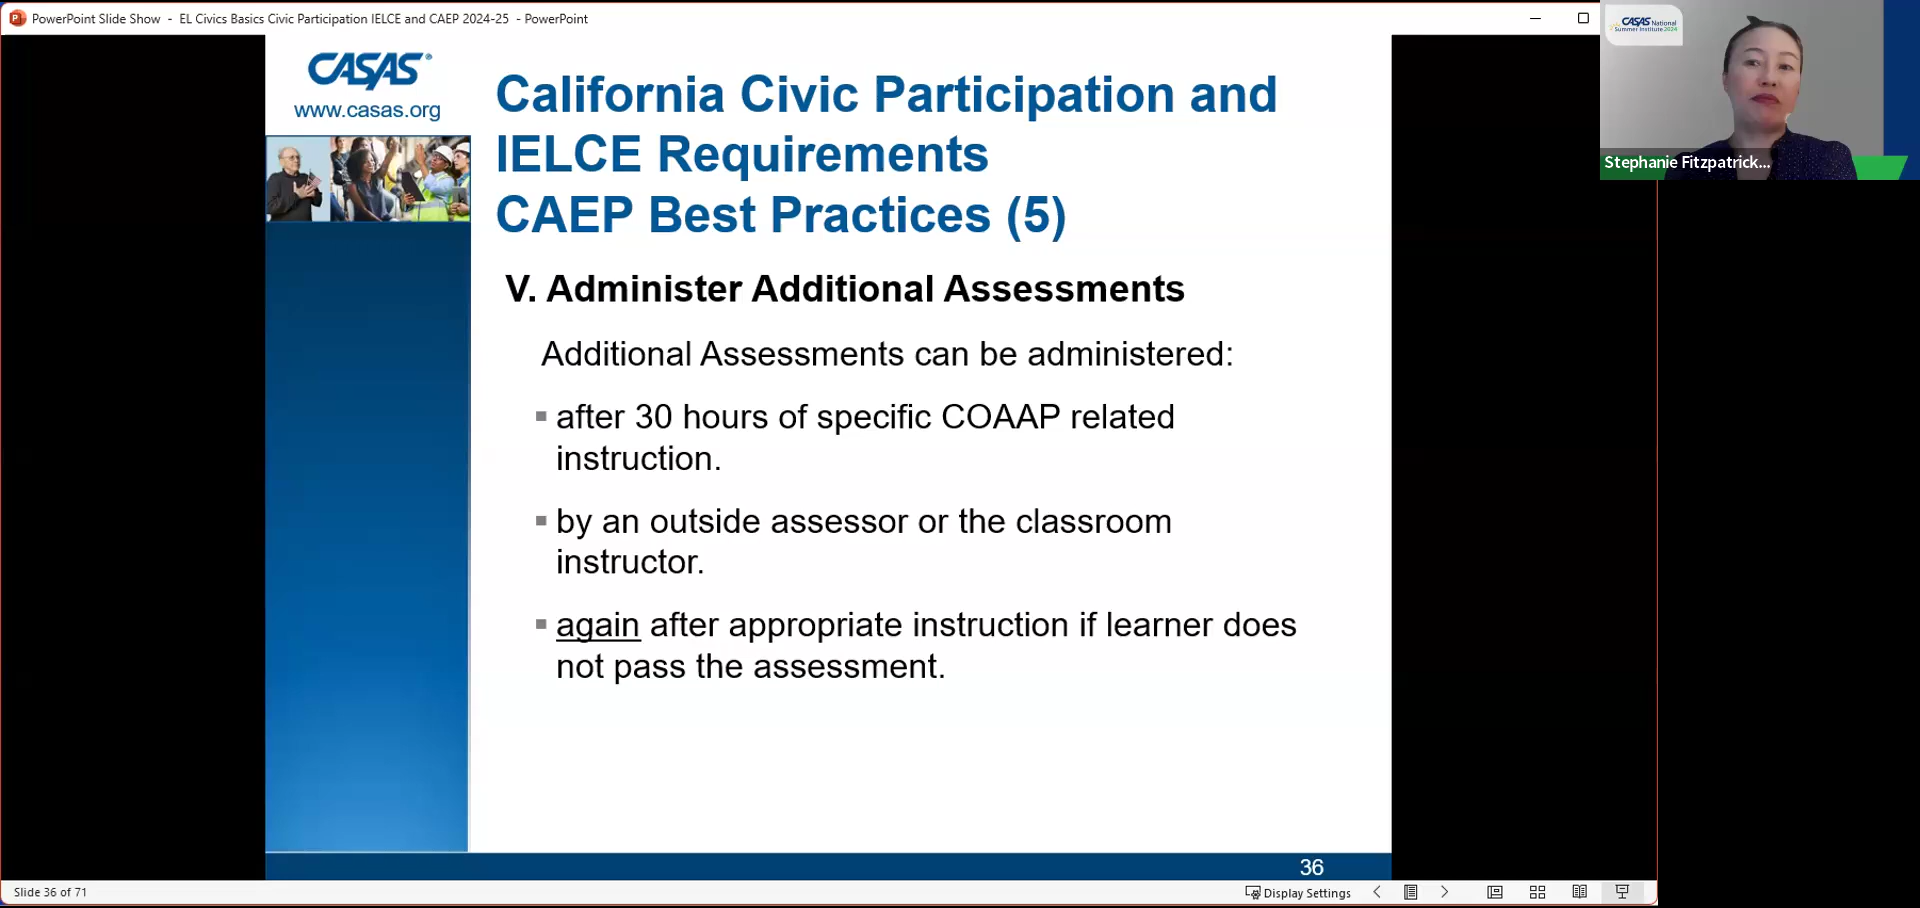 PowerPoint Slide Show - EL Civics Basics Civic Participation IELCE and CAEP 2024-25 - PowerPoint
CASAS National
Summer Institute 2024
Stephanie Fitzpatrick...
CASAS®
www.casas.org
California Civic Participation and
IELCE Requirements
CAEP Best Practices (5)
V. Administer Additional Assessments
Additional Assessments can be administered:
▪ after 30 hours of specific COAAP related
instruction.
▪ by an outside assessor or the classroom
instructor.
▪ again after appropriate instruction if learner does
not pass the assessment.
36
Slide 36 of 71
Display Settings